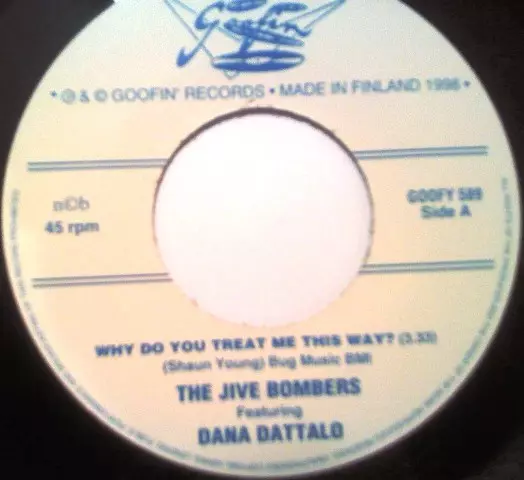 Goofin'
* ℗ & © GOOFIN' RECORDS • MADE IN FINLAND 1996 *
n©b
45 rpm
GOOFY 589
Side A
WHY DO YOU TREAT ME THIS WAY? (3.33)
(Shaun Young) Bug Music BMI
THE JIVE BOMBERS
Featuring
DANA DATTALO